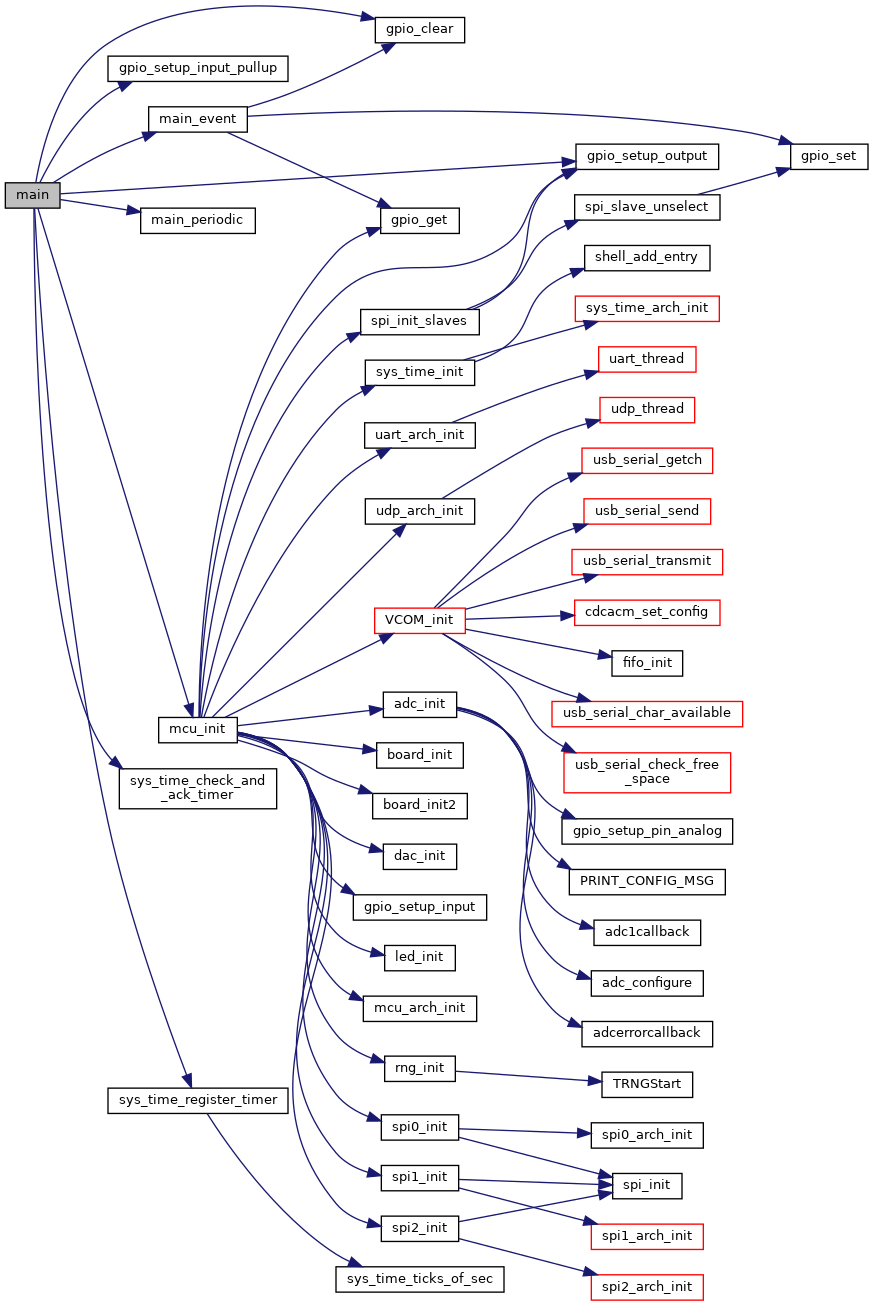 gpio_clear
gpio_setup_input_pullup
main_event
gpio_setup_output
gpio_set
main
main_periodic
gpio_get
spi_slave_unselect
shell_add_entry
sys_time_arch_init
spi_init_slaves
uart_thread
sys_time_init
udp_thread
uart_arch_init
usb_serial_getch
udp_arch_init
usb_serial_send
usb_serial_transmit
cdcacm_set_config
VCOM_init
fifo_init
adc_init
usb_serial_char_available
mcu_init
board_init
usb_serial_check_free
_space
sys_time_check_and
_ack_timer
board_init2
gpio_setup_pin_analog
dac_init
PRINT_CONFIG_MSG
gpio_setup_input
adc1callback
led_init
adc_configure
mcu_arch_init
adcerrorcallback
rng_init
TRNGStart
sys_time_register_timer
spi0_init
spi0_arch_init
spi1_init
spi_init
spi2_init
spi1_arch_init
sys_time_ticks_of_sec
spi2_arch_init